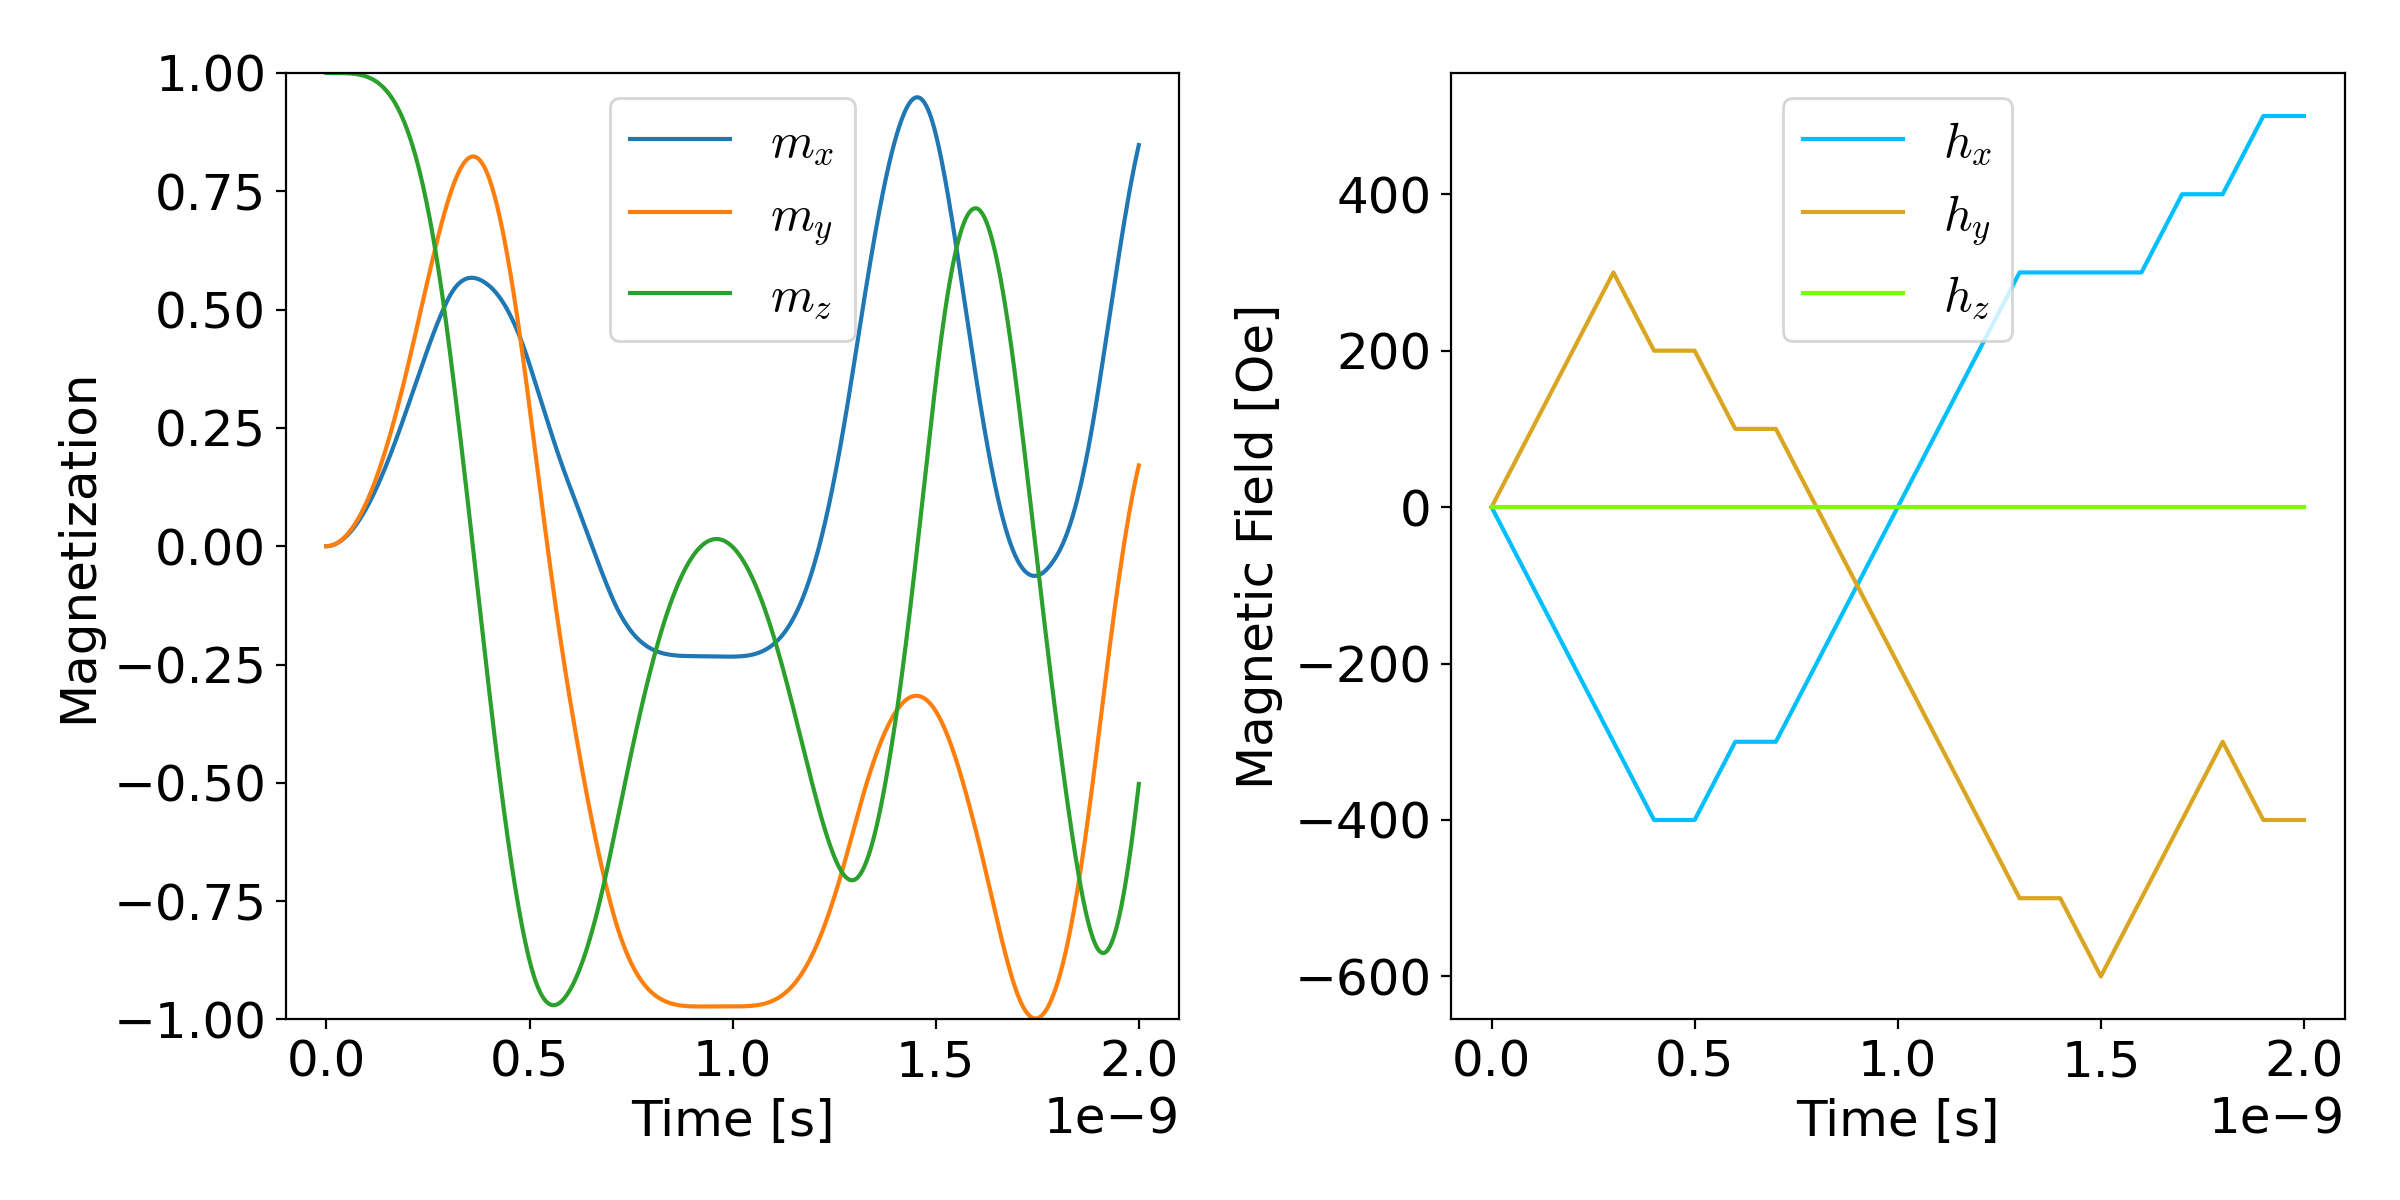 1.00
0.75
0.50
0.25
0.00
−0.25
−0.50
−0.75
−1.00
Magnetization
0.0 0.5 1.0 1.5 2.0
Time [s]
1e−9
m_x
m_y
m_z
400
200
0
−200
−400
−600
Magnetic Field [Oe]
0.0 0.5 1.0 1.5 2.0
Time [s]
1e−9
h_x
h_y
h_z